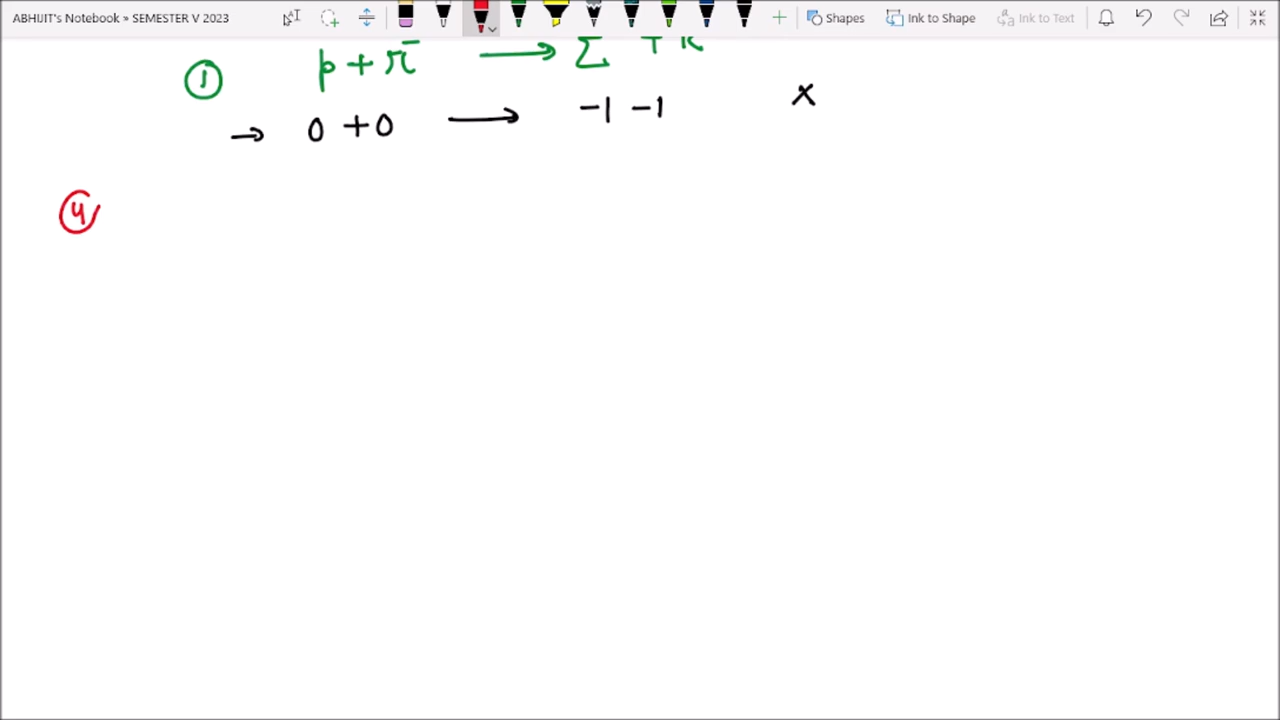 ABHIJIT's Notebook » SEMESTER V 2023 Shapes Ink to Shape Ink to Text
① p + π⁻ ⟶ Σ + K
→ 0 + 0 ⟶ -1 -1 ×
④